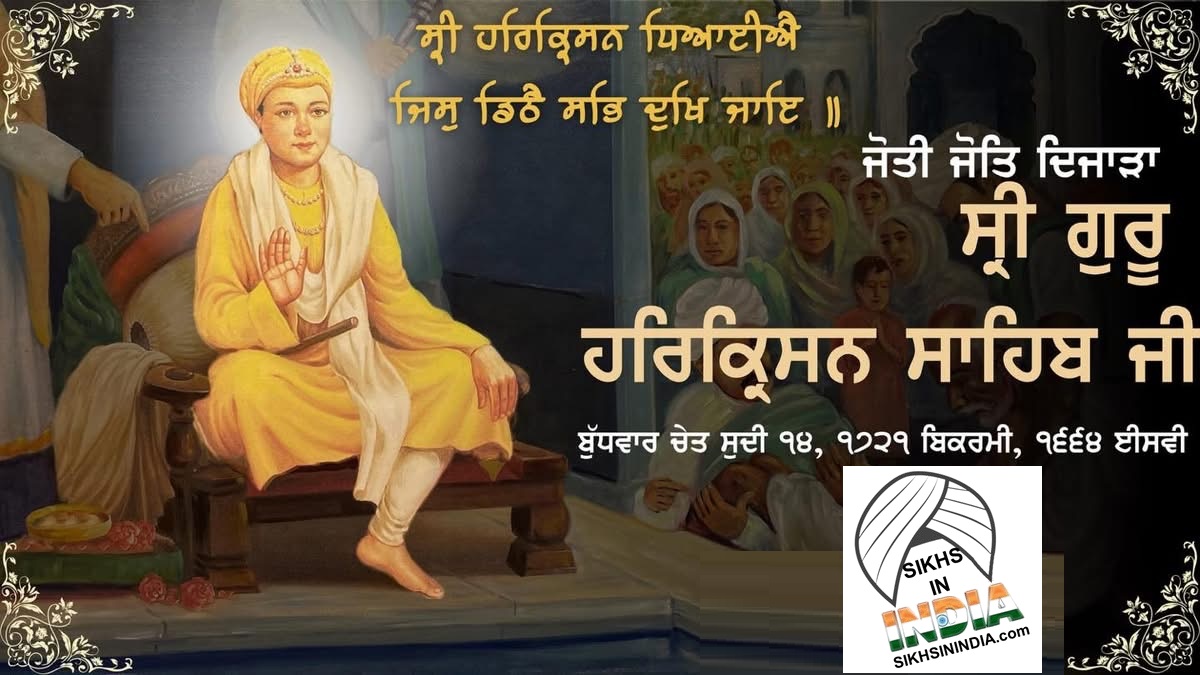 ਸ੍ਰੀ ਹਰਿਕ੍ਰਿਸਨ ਧਿਆਈਐ
ਜਿਸੁ ਡਿਠੈ ਸਭਿ ਦੁਖਿ ਜਾਇ ॥
ਜੋਤੀ ਜੋਤਿ ਦਿਜਾੜਾ
ਸ੍ਰੀ ਗੁਰੂ
ਹਰਿਕ੍ਰਿਸਨ ਸਾਹਿਬ ਜੀ
ਬੁੱਧਵਾਰ ਚੇਤ ਸੁਦੀ ੧੪, ੧੭੨੧ ਬਿਕਰਮੀ, ੧੬੬੪ ਈਸਵੀ
SIKHS
IN
INDIA
SIKHSININDIA.com